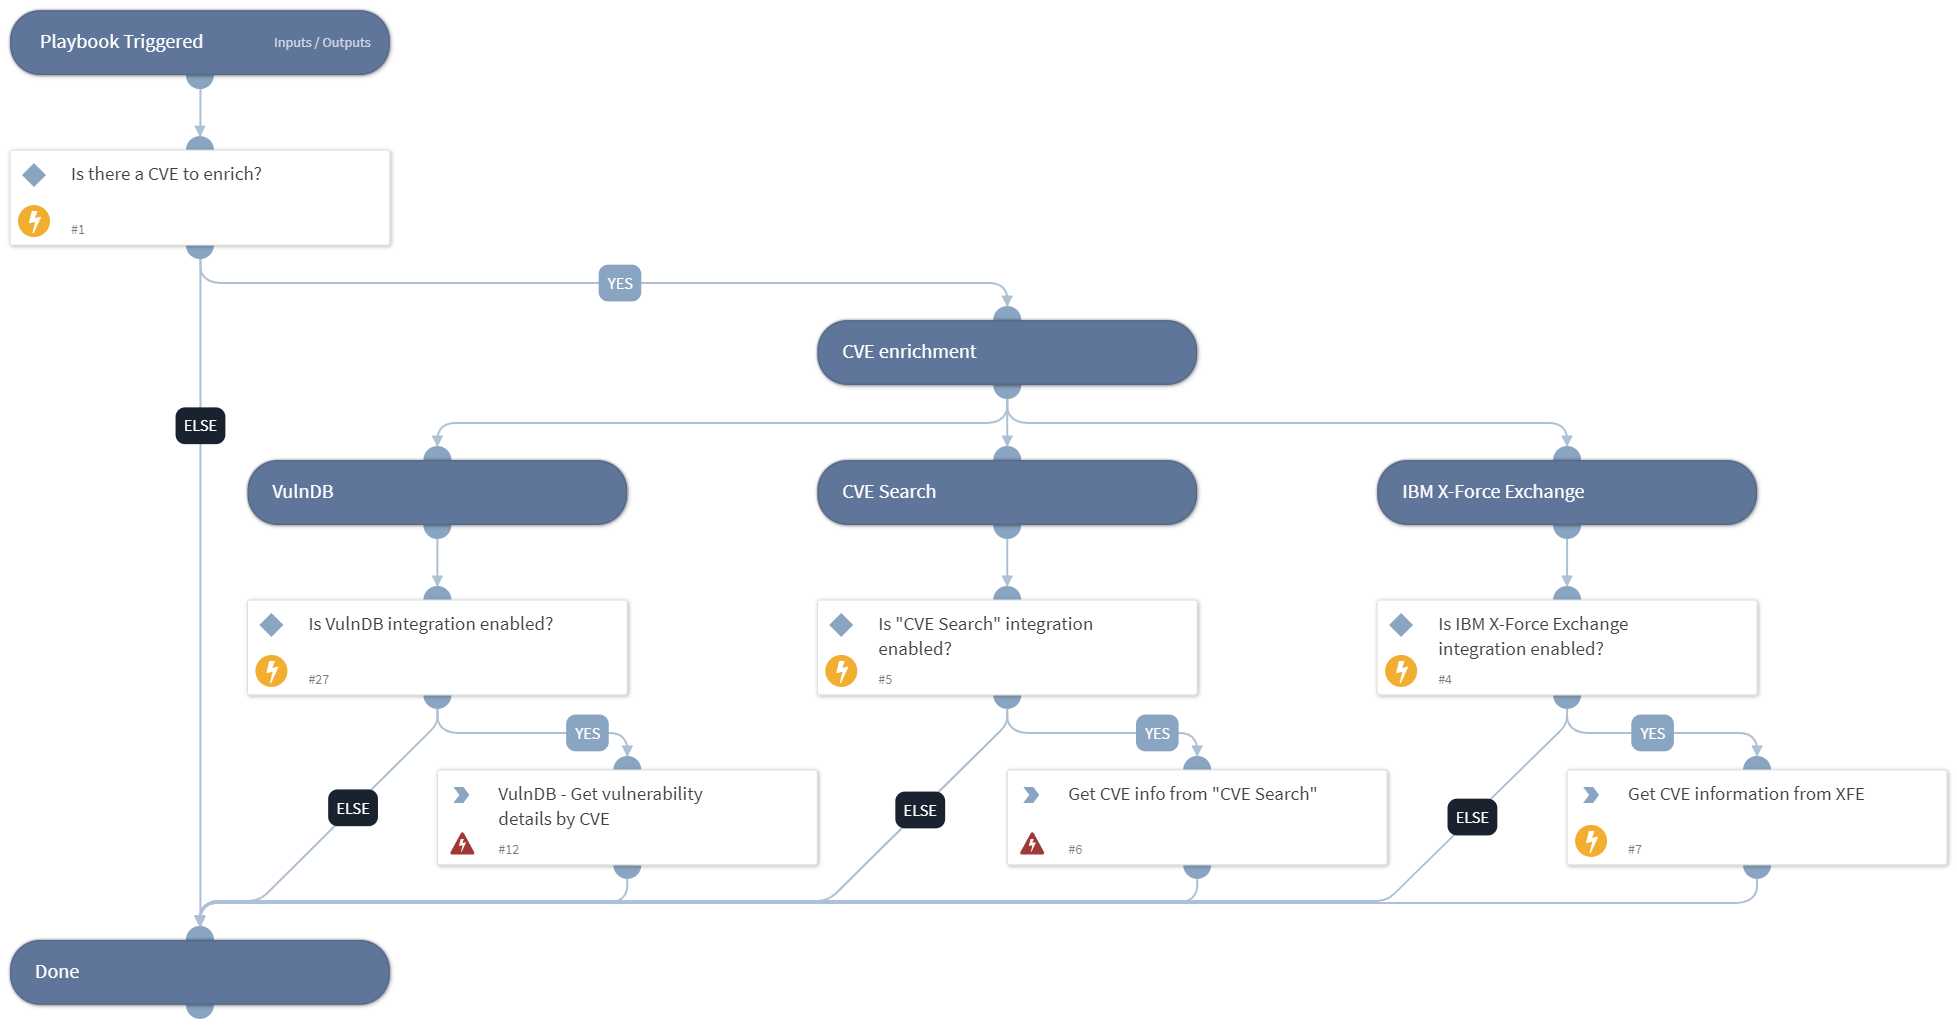 Playbook Triggered
Inputs / Outputs
Is there a CVE to enrich?
#1
YES
CVE enrichment
ELSE
VulnDB
CVE Search
IBM X-Force Exchange
Is VulnDB integration enabled?
#27
Is "CVE Search" integration
enabled?
#5
Is IBM X-Force Exchange
integration enabled?
#4
YES
YES
YES
ELSE
VulnDB - Get vulnerability
details by CVE
#12
ELSE
Get CVE info from "CVE Search"
#6
ELSE
Get CVE information from XFE
#7
Done